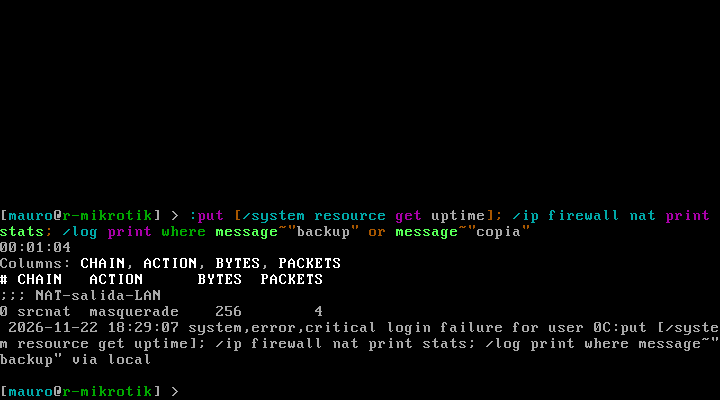 [mauro@r-mikrotik] > :put [/system resource get uptime]; /ip firewall nat print
stats; /log print where message~"backup" or message~"copia"
00:01:04
Columns: CHAIN, ACTION, BYTES, PACKETS
# CHAIN   ACTION      BYTES  PACKETS
;;; NAT-salida-LAN
0 srcnat  masquerade    256        4
 2026-11-22 18:29:07 system,error,critical login failure for user 0C:put [/syste
m resource get uptime]; /ip firewall nat print stats; /log print where message~"
backup" via local
[mauro@r-mikrotik] >